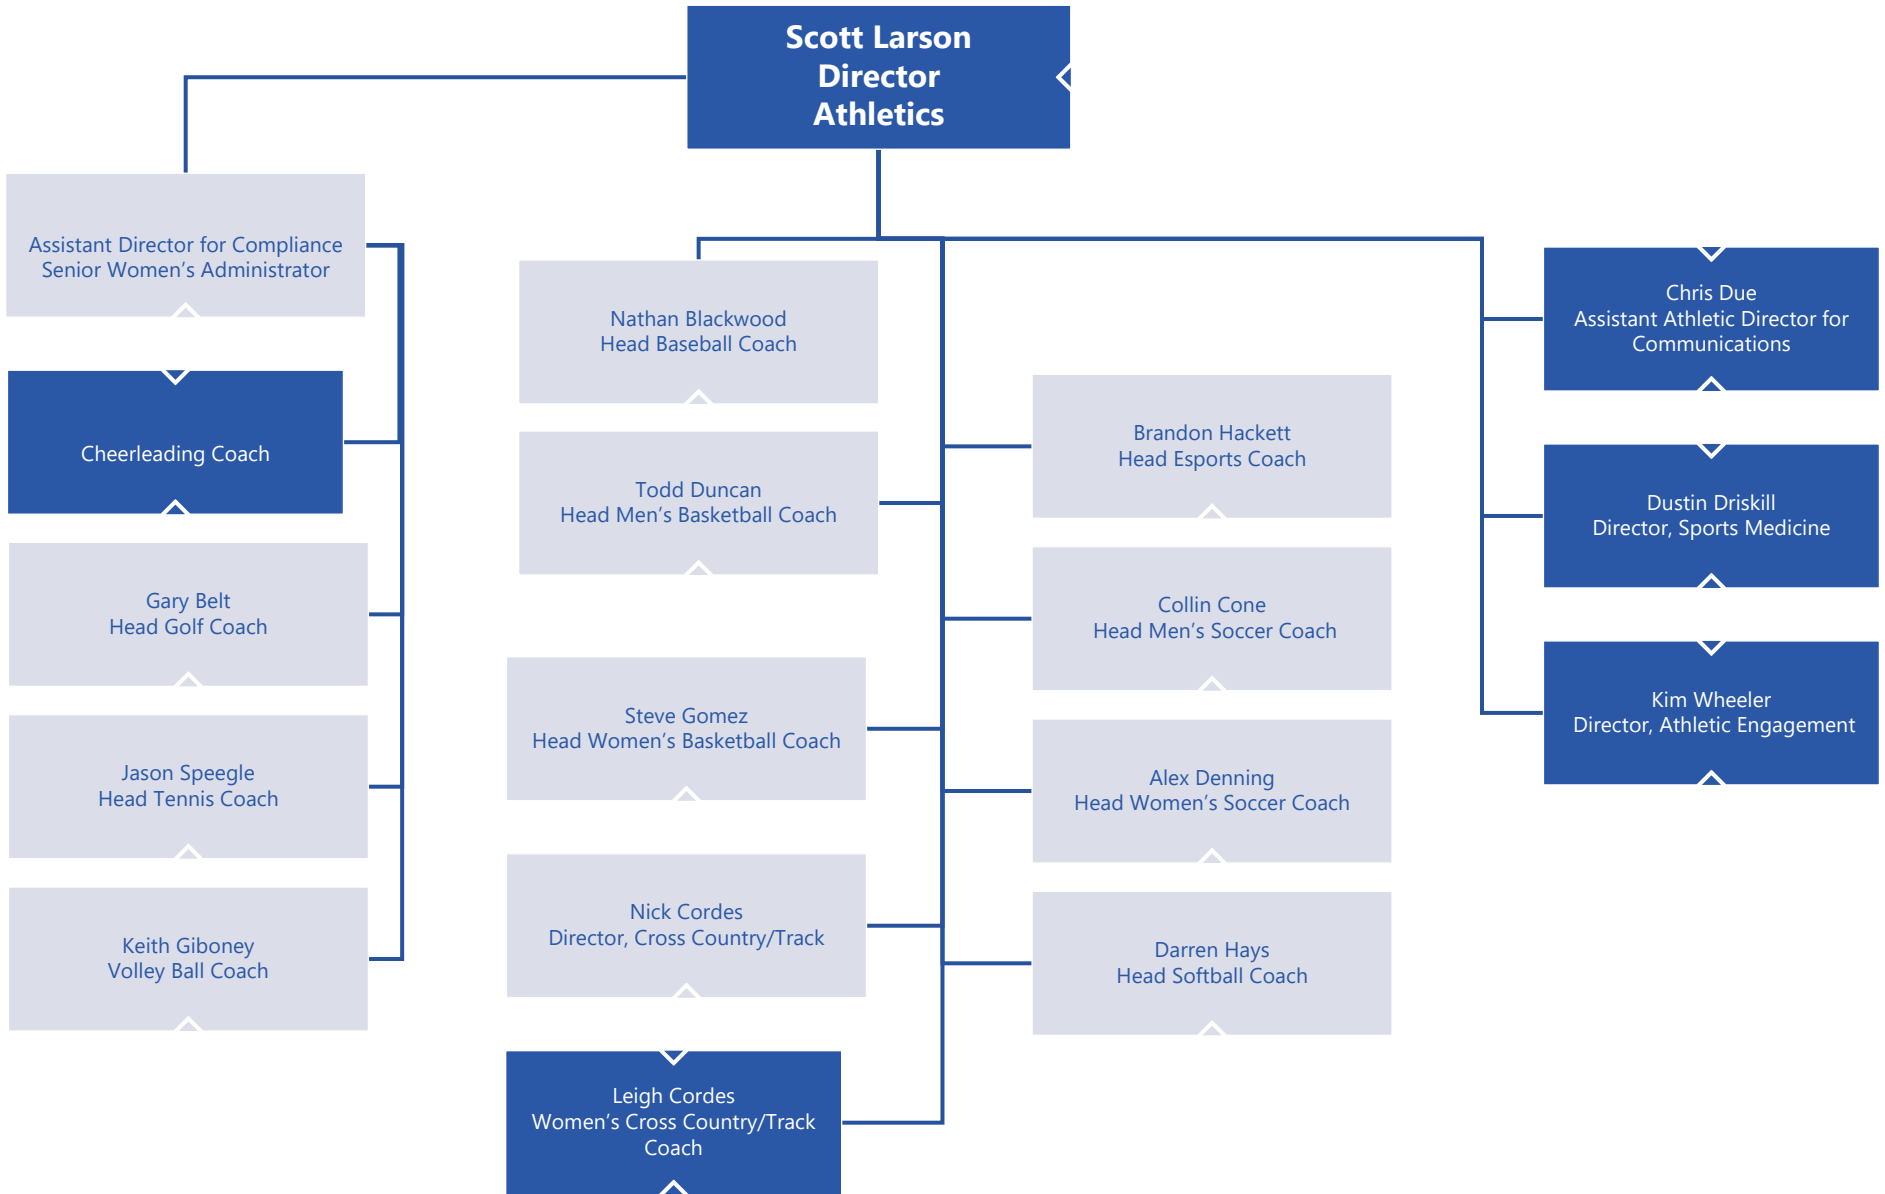 Scott Larson
Director
Athletics
Assistant Director for Compliance
Senior Women’s Administrator
Cheerleading Coach
Gary Belt
Head Golf Coach
Jason Speegle
Head Tennis Coach
Keith Giboney
Volley Ball Coach
Nathan Blackwood
Head Baseball Coach
Todd Duncan
Head Men’s Basketball Coach
Steve Gomez
Head Women’s Basketball Coach
Nick Cordes
Director, Cross Country/Track
Leigh Cordes
Women’s Cross Country/Track
Coach
Brandon Hackett
Head Esports Coach
Collin Cone
Head Men’s Soccer Coach
Alex Denning
Head Women’s Soccer Coach
Darren Hays
Head Softball Coach
Chris Due
Assistant Athletic Director for
Communications
Dustin Driskill
Director, Sports Medicine
Kim Wheeler
Director, Athletic Engagement